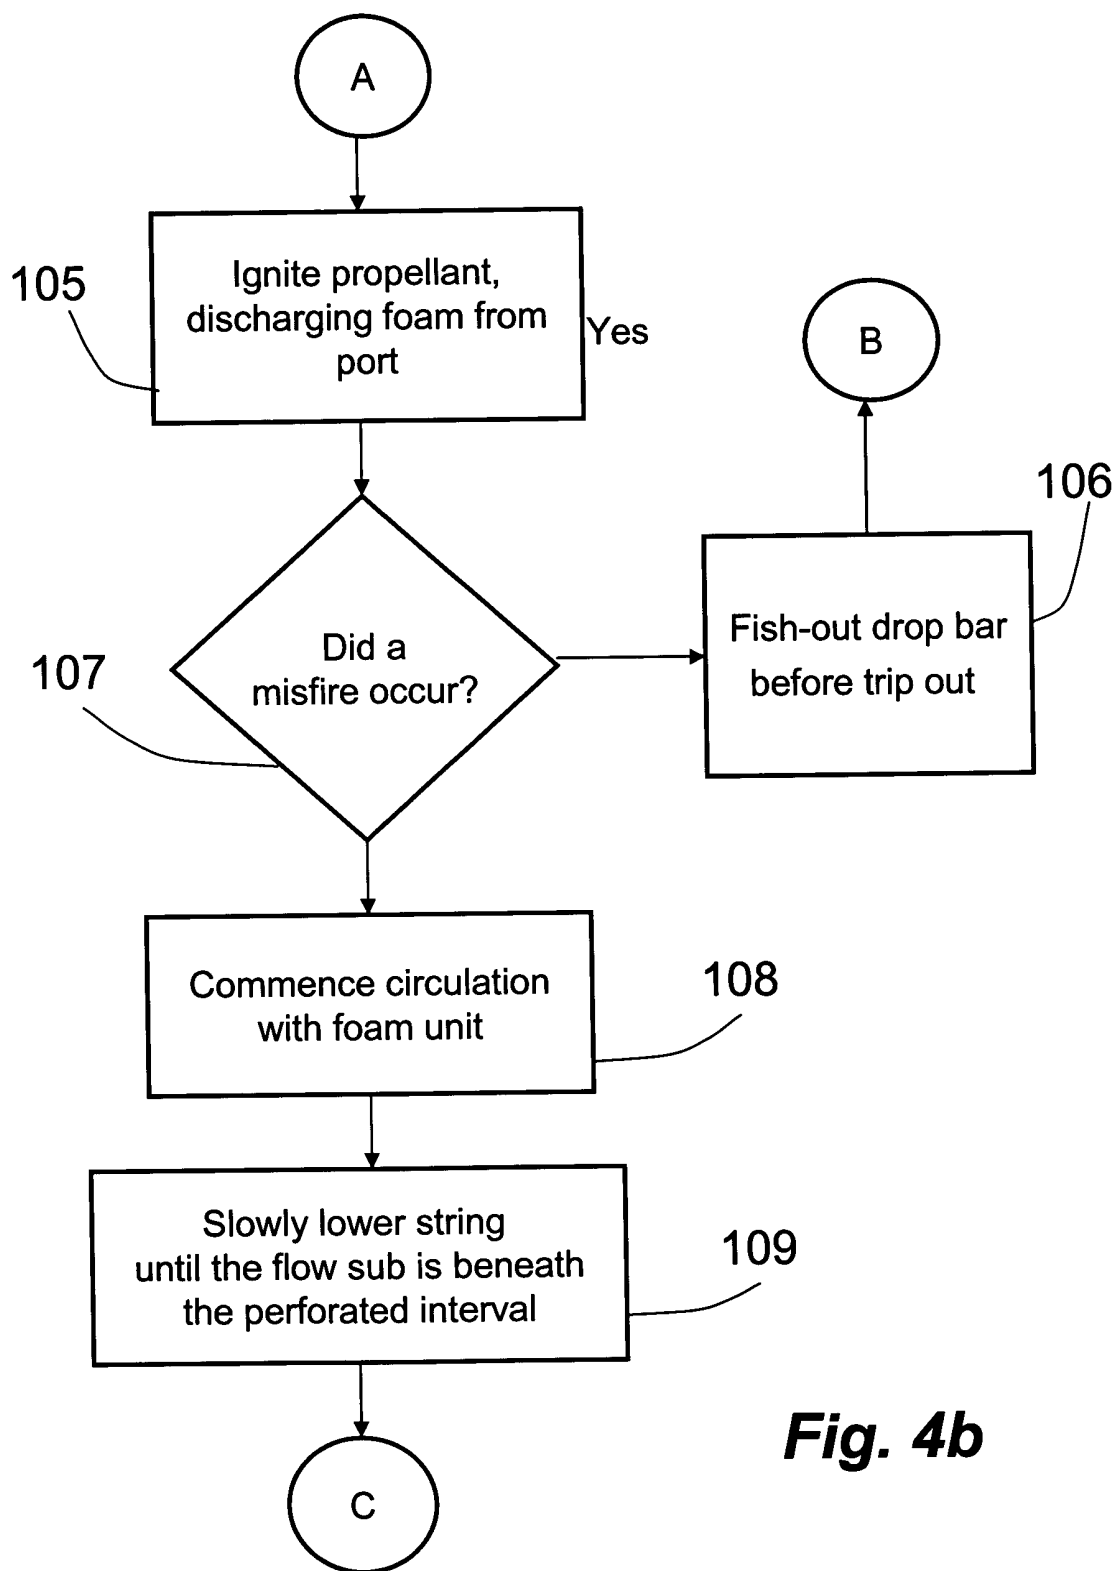 A
105
Ignite propellant,
discharging foam from
port
Yes
B
106
Fish-out drop bar
before trip out
107
Did a
misfire occur?
Commence circulation
with foam unit
108
Slowly lower string
until the flow sub is beneath
the perforated interval
109
C
Fig. 4b